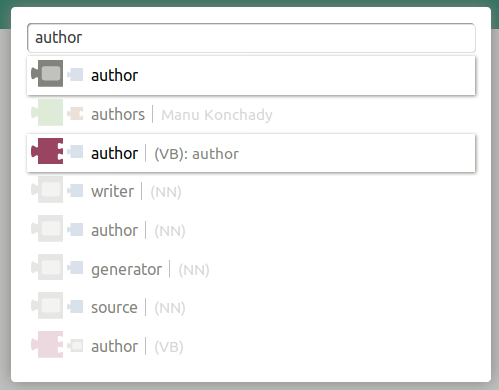 author
author
authors | Manu Konchady
author | (VB): author
writer | (NN)
author | (NN)
generator | (NN)
source | (NN)
author | (VB)